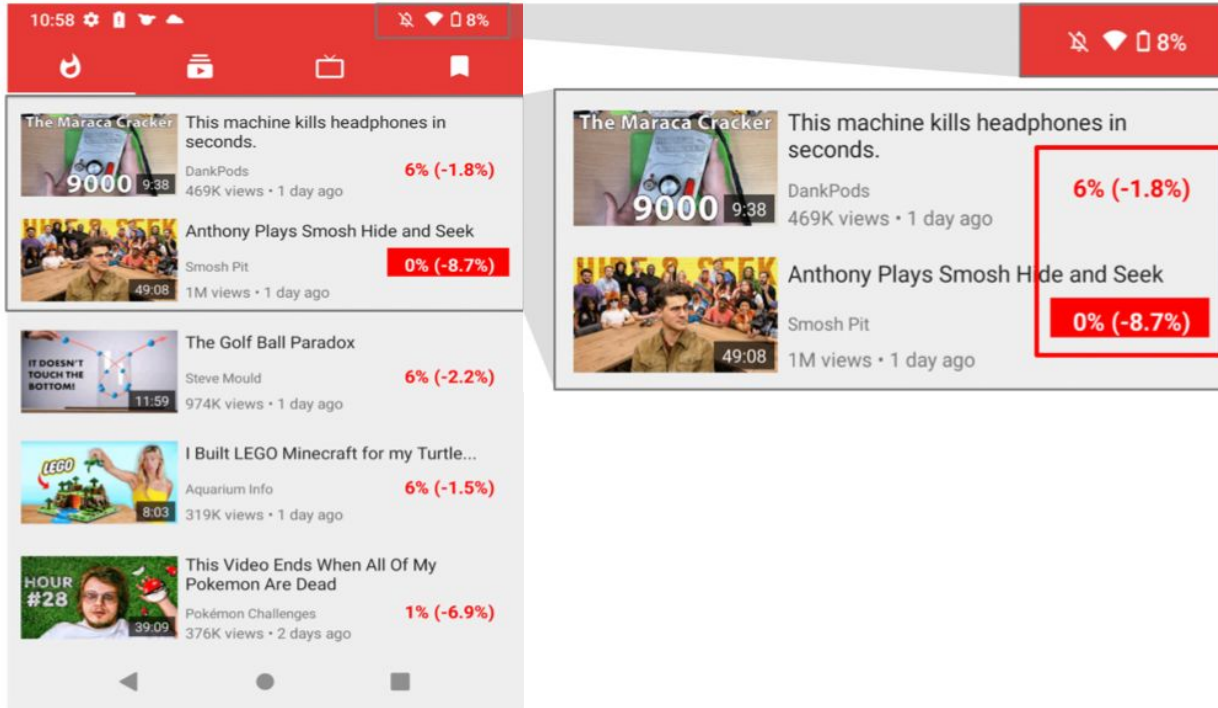 10:58
8%
The Maraca Cracker
9000
9:38
This machine kills headphones in
seconds.
DankPods
469K views • 1 day ago
6% (-1.8%)
HIDE & SEEK
49:08
Anthony Plays Smosh Hide and Seek
Smosh Pit
1M views • 1 day ago
0% (-8.7%)
IT DOESN'T
TOUCH THE
BOTTOM!
11:59
The Golf Ball Paradox
Steve Mould
974K views • 1 day ago
6% (-2.2%)
LEGO
8:03
I Built LEGO Minecraft for my Turtle...
Aquarium Info
319K views • 1 day ago
6% (-1.5%)
HOUR
#28
39:09
This Video Ends When All Of My
Pokemon Are Dead
Pokémon Challenges
376K views • 2 days ago
1% (-6.9%)
8%
The Maraca Cracker
9000
9:38
This machine kills headphones in
seconds.
DankPods
469K views • 1 day ago
6% (-1.8%)
HIDE & SEEK
49:08
Anthony Plays Smosh Hide and Seek
Smosh Pit
1M views • 1 day ago
0% (-8.7%)